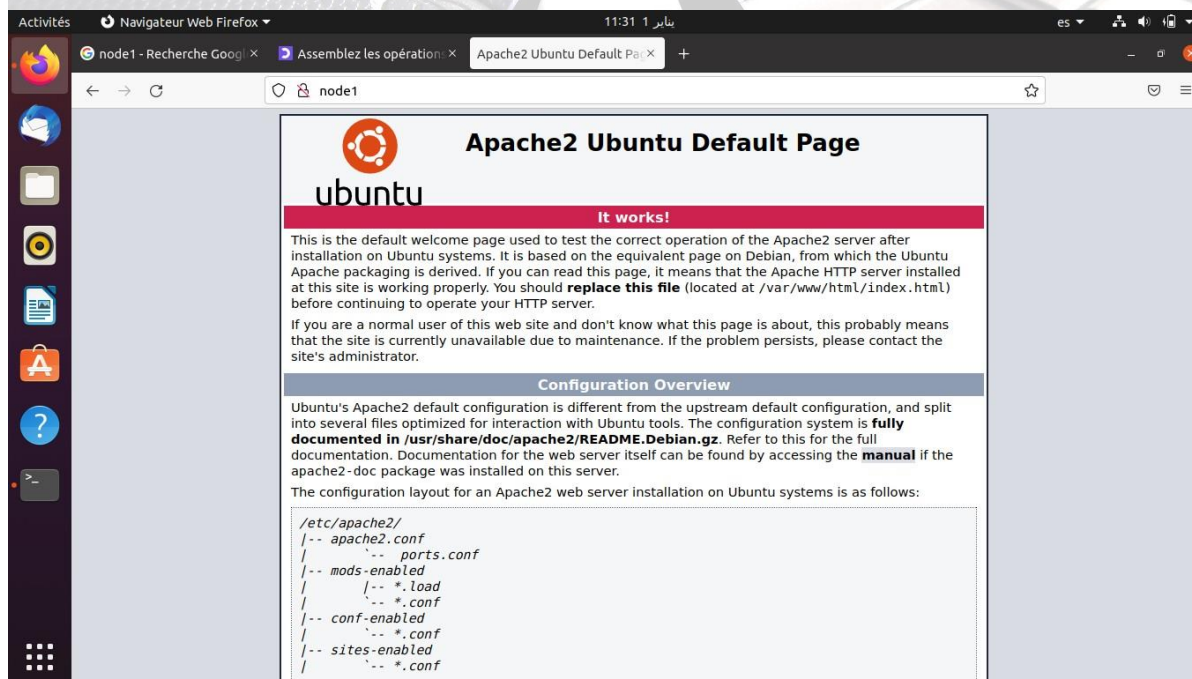 Activités
Navigateur Web Firefox
11:31 1 يناير
es
node1 - Recherche Googl
Assemblez les opérations
Apache2 Ubuntu Default Pag
node1
ubuntu
Apache2 Ubuntu Default Page
It works!
This is the default welcome page used to test the correct operation of the Apache2 server after
installation on Ubuntu systems. It is based on the equivalent page on Debian, from which the Ubuntu
Apache packaging is derived. If you can read this page, it means that the Apache HTTP server installed
at this site is working properly. You should replace this file (located at /var/www/html/index.html)
before continuing to operate your HTTP server.
If you are a normal user of this web site and don't know what this page is about, this probably means
that the site is currently unavailable due to maintenance. If the problem persists, please contact the
site's administrator.
Configuration Overview
Ubuntu's Apache2 default configuration is different from the upstream default configuration, and split
into several files optimized for interaction with Ubuntu tools. The configuration system is fully
documented in /usr/share/doc/apache2/README.Debian.gz. Refer to this for the full
documentation. Documentation for the web server itself can be found by accessing the manual if the
apache2-doc package was installed on this server.
The configuration layout for an Apache2 web server installation on Ubuntu systems is as follows:
/etc/apache2/
|-- apache2.conf
|       `--  ports.conf
|-- mods-enabled
|       |-- *.load
|       `-- *.conf
|-- conf-enabled
|       `-- *.conf
|-- sites-enabled
|       `-- *.conf